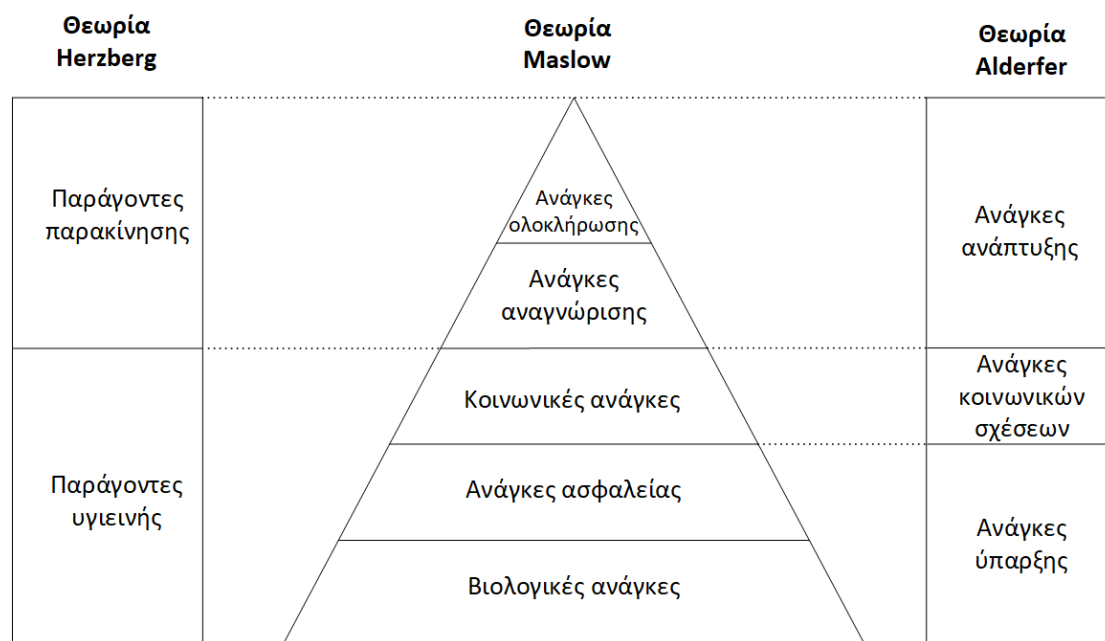 Θεωρία
Herzberg
Θεωρία
Maslow
Θεωρία
Alderfer
Παράγοντες
παρακίνησης
Παράγοντες
υγιεινής
Ανάγκες
ολοκλήρωσης
Ανάγκες
αναγνώρισης
Κοινωνικές ανάγκες
Ανάγκες ασφαλείας
Βιολογικές ανάγκες
Ανάγκες
ανάπτυξης
Ανάγκες
κοινωνικών
σχέσεων
Ανάγκες
ύπαρξης